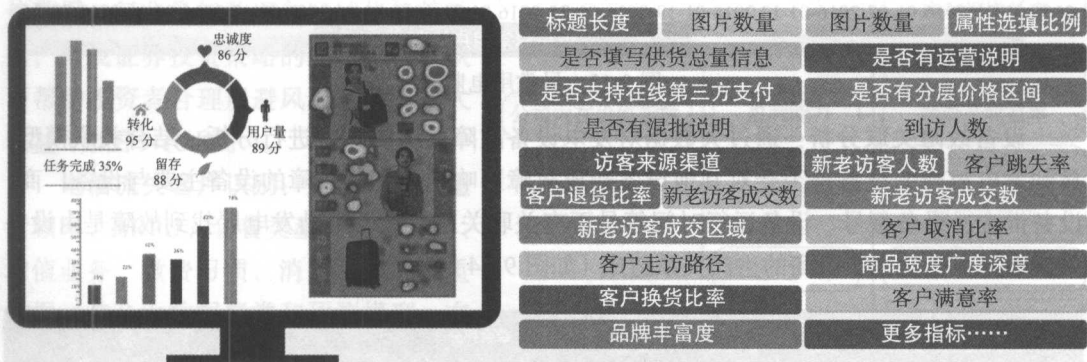 忠诚度
86分
转化
95分
用户量
89分
任务完成 35%
留存
88分
标题长度 图片数量 图片数量 属性选填比例
是否填写供货总量信息 是否有运营说明
是否支持在线第三方支付 是否有分层价格区间
是否有混批说明 到访人数
访客来源渠道 新老访客人数 客户跳失率
客户退货比率 新老访客成交数 新老访客成交数
新老访客成交区域 客户取消比率
客户走访路径 商品宽度广度深度
客户换货比率 客户满意率
品牌丰富度 更多指标……